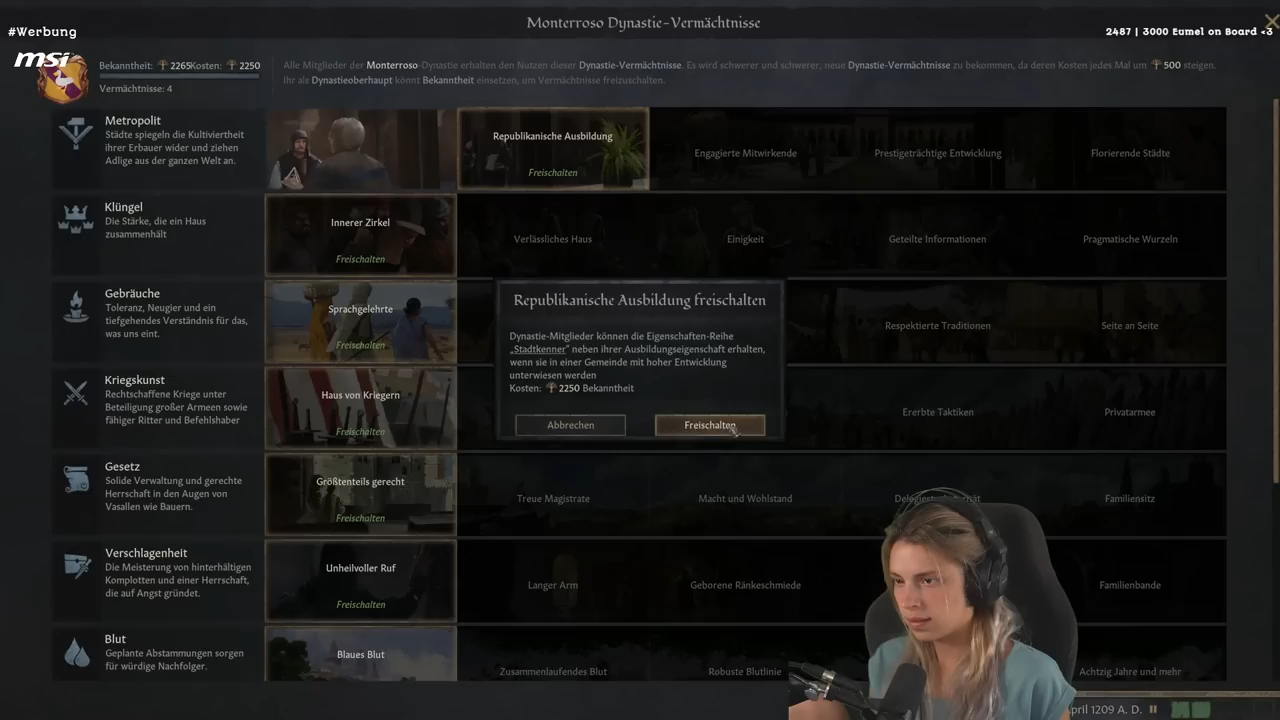 Monterroso Dynastie-Vermächtnisse
#Werbung
2487 | 3000 Eumel on Board <3
msi
Bekanntheit: 2265 Kosten: 2250
Vermächtnisse: 4
Alle Mitglieder der Monterroso-Dynastie erhalten den Nutzen dieser Dynastie-Vermächtnisse. Es wird schwerer und schwerer, neue Dynastie-Vermächtnisse zu bekommen, da deren Kosten jedes Mal um 500 steigen.
Ihr als Dynastieoberhaupt könnt Bekanntheit einsetzen, um Vermächtnisse freizuschalten.
Metropolit
Städte spiegeln die Kultiviertheit
ihrer Erbauer wider und ziehen
Adlige aus der ganzen Welt an.
Republikanische Ausbildung
Freischalten
Engagierte Mitwirkende
Prestigeträchtige Entwicklung
Florierende Städte
Klüngel
Die Stärke, die ein Haus
zusammenhält
Innerer Zirkel
Freischalten
Verlässliches Haus
Einigkeit
Geteilte Informationen
Pragmatische Wurzeln
Gebräuche
Toleranz, Neugier und ein
tiefgehendes Verständnis für das,
was uns eint.
Sprachgelehrte
Freischalten
Respektierte Traditionen
Seite an Seite
Republikanische Ausbildung freischalten
Dynastie-Mitglieder können die Eigenschaften-Reihe
„Stadtkenner“ neben ihrer Ausbildungseigenschaft erhalten,
wenn sie in einer Gemeinde mit hoher Entwicklung
unterwiesen werden
Kosten: 2250 Bekanntheit
Abbrechen
Freischalten
Kriegskunst
Rechtschaffene Kriege unter
Beteiligung großer Armeen sowie
fähiger Ritter und Befehlshaber
Haus von Kriegern
Freischalten
Ererbte Taktiken
Privatarmee
Gesetz
Solide Verwaltung und gerechte
Herrschaft in den Augen von
Vasallen wie Bauern.
Größtenteils gerecht
Freischalten
Treue Magistrate
Macht und Wohlstand
Familiensitz
Verschlagenheit
Die Meisterung von hinterhältigen
Komplotten und einer Herrschaft,
die auf Angst gründet.
Unheilvoller Ruf
Freischalten
Langer Arm
Geborene Ränkeschmiede
Familienbande
Blut
Geplante Abstammungen sorgen
für würdige Nachfolger.
Blaues Blut
Zusammenlaufendes Blut
Robuste Blutlinie
Achtzig Jahre und mehr
April 1209 A. D.